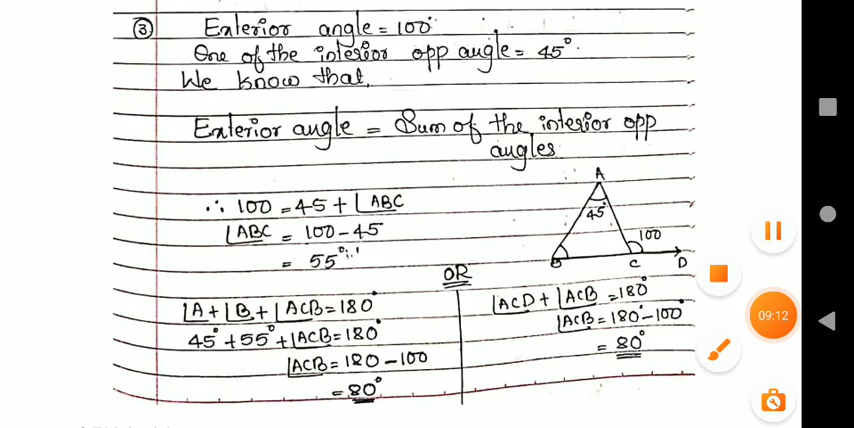 ③ Exterior angle = 100°
One of the interior opp angle = 45°.
We know that,
Exterior angle = Sum of the interior opp
angles
A
∴ 100 = 45 + ∠ABC
45°
∠ABC = 100 - 45
100
= 55°
B C D
OR
∠A + ∠B + ∠ACB = 180°
45° + 55° + ∠ACB = 180°
∠ACB = 180 - 100
= 80°
∠ACD + ∠ACB = 180°
∠ACB = 180° - 100°
= 80°
09:12